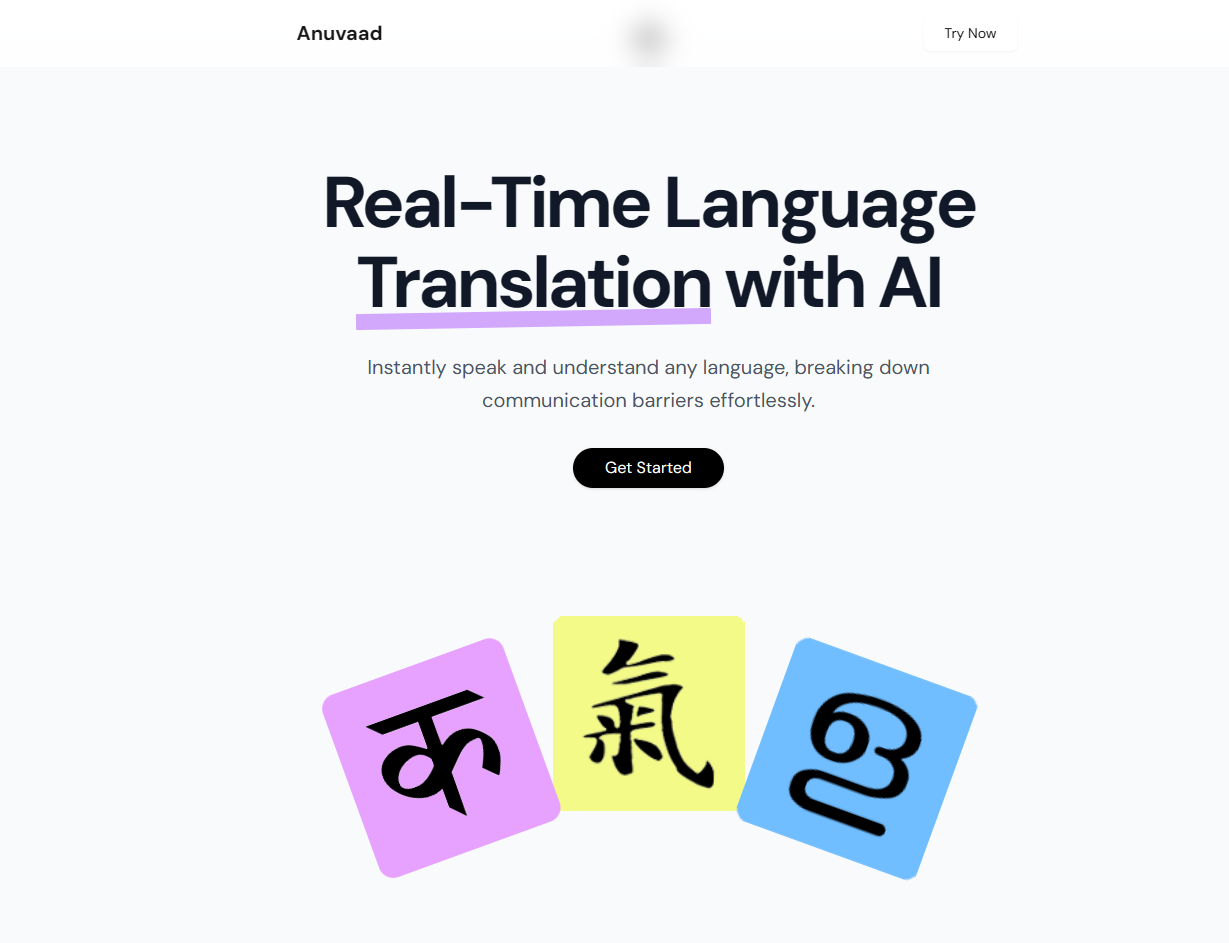 Anuvaad
Try Now
Real-Time Language
Translation with AI
Instantly speak and understand any language, breaking down
communication barriers effortlessly.
Get Started
क
氣
ഇ